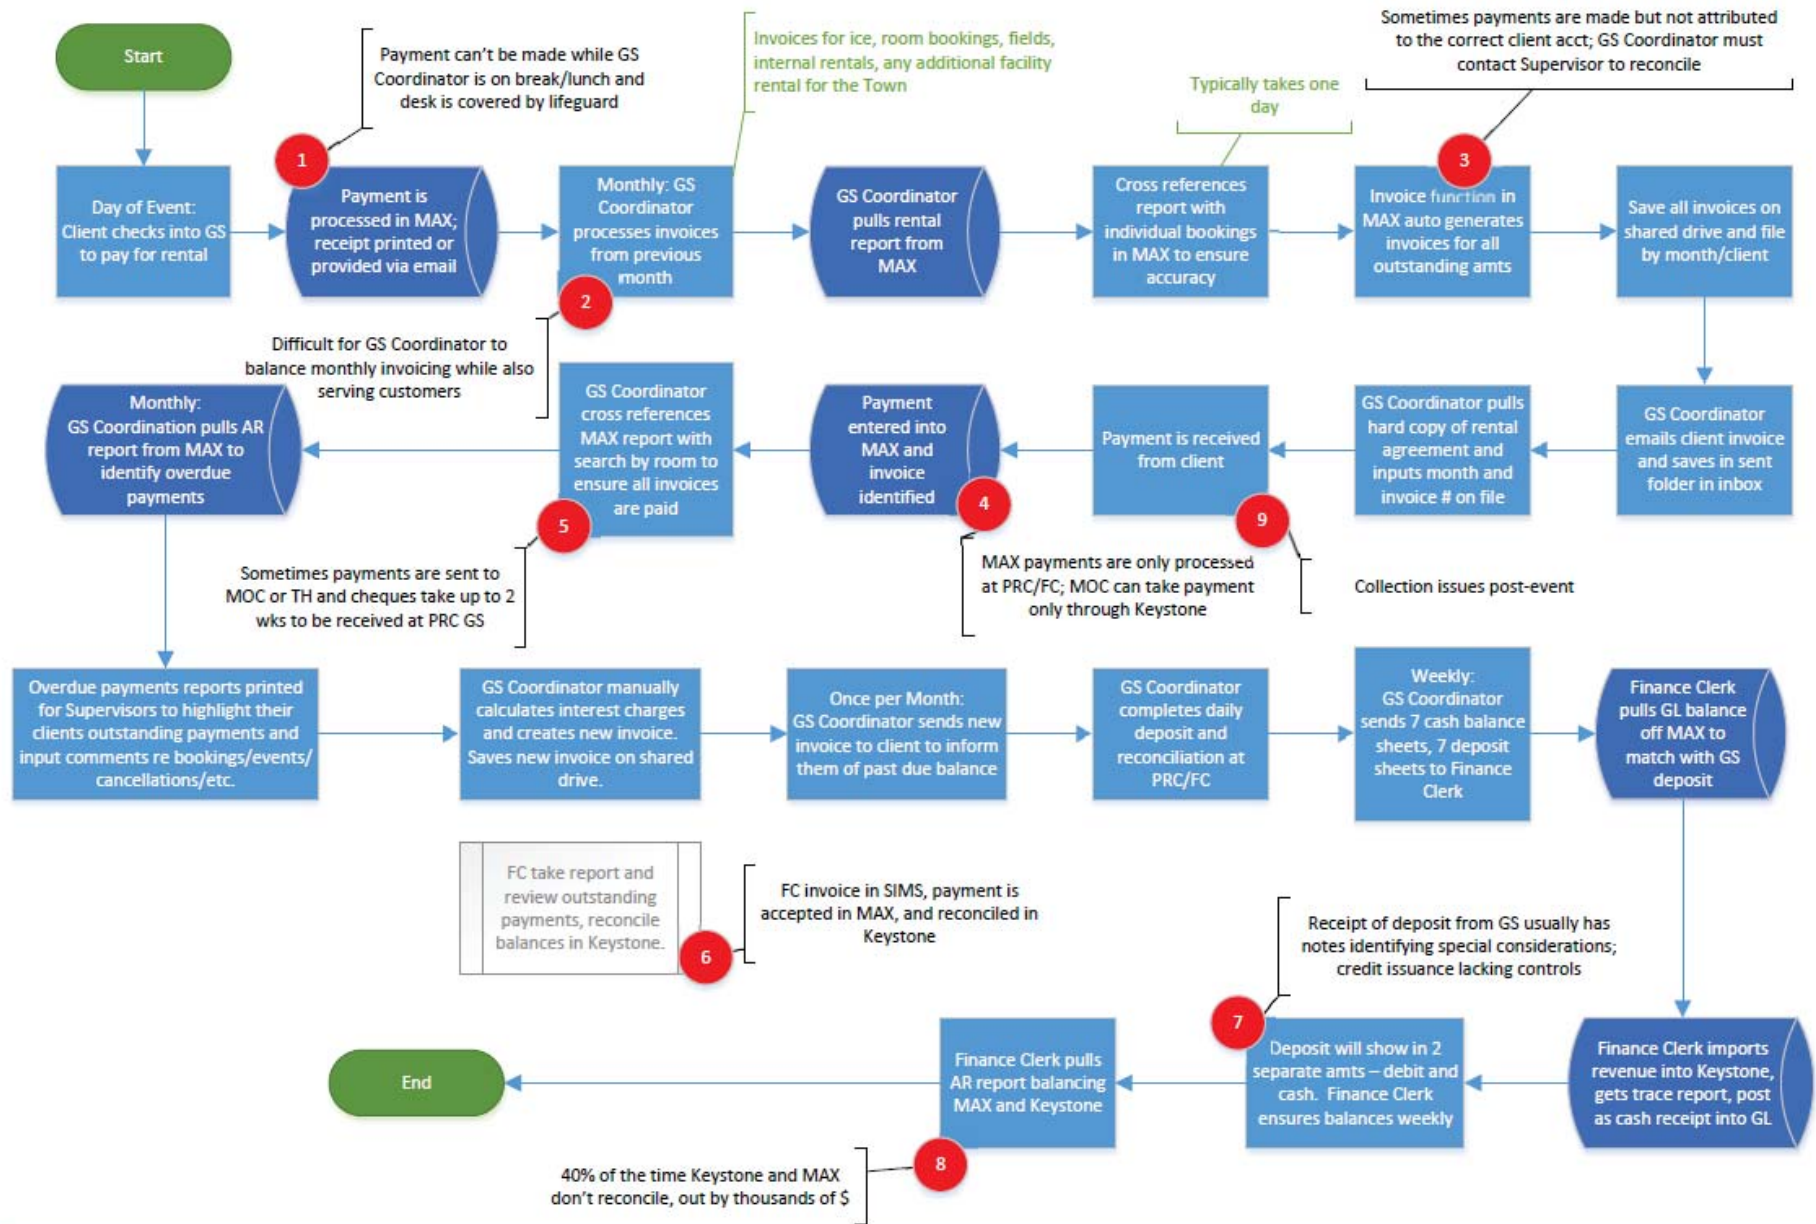 Start
Payment can't be made while GS
Coordinator is on break/lunch and
desk is covered by lifeguard
Invoices for ice, room bookings, fields,
internal rentals, any additional facility
rental for the Town
Typically takes one
day
Sometimes payments are made but not attributed
to the correct client acct; GS Coordinator must
contact Supervisor to reconcile
1
3
Day of Event:
Client checks into GS
to pay for rental
Payment is
processed in MAX;
receipt printed or
provided via email
Monthly: GS
Coordinator
processes invoices
from previous
month
GS Coordinator
pulls rental
report from
MAX
Cross references
report with
individual bookings
in MAX to ensure
accuracy
Invoice function in
MAX auto generates
invoices for all
outstanding amts
Save all invoices on
shared drive and file
by month/client
2
Difficult for GS Coordinator to
balance monthly invoicing while also
serving customers
Monthly:
GS Coordination pulls AR
report from MAX to
identify overdue
payments
GS Coordinator
cross references
MAX report with
search by room to
ensure all invoices
are paid
Payment
entered into
MAX and
invoice
identified
Payment is received
from client
GS Coordinator pulls
hard copy of rental
agreement and
inputs month and
invoice # on file
GS Coordinator
emails client invoice
and saves in sent
folder in inbox
5
4
9
Sometimes payments are sent to
MOC or TH and cheques take up to 2
wks to be received at PRC GS
MAX payments are only processed
at PRC/FC; MOC can take payment
only through Keystone
Collection issues post-event
Overdue payments reports printed
for Supervisors to highlight their
clients outstanding payments and
input comments re bookings/events/
cancellations/etc.
GS Coordinator manually
calculates interest charges
and creates new invoice.
Saves new invoice on shared
drive.
Once per Month:
GS Coordinator sends new
invoice to client to inform
them of past due balance
GS Coordinator
completes daily
deposit and
reconciliation at
PRC/FC
Weekly:
GS Coordinator
sends 7 cash balance
sheets, 7 deposit
sheets to Finance
Clerk
Finance Clerk
pulls GL balance
off MAX to
match with GS
deposit
FC take report and
review outstanding
payments, reconcile
balances in Keystone.
6
FC invoice in SIMS, payment is
accepted in MAX, and reconciled in
Keystone
Receipt of deposit from GS usually has
notes identifying special considerations;
credit issuance lacking controls
7
End
Finance Clerk pulls
AR report balancing
MAX and Keystone
Deposit will show in 2
separate amts – debit and
cash. Finance Clerk
ensures balances weekly
Finance Clerk imports
revenue into Keystone,
gets trace report, post
as cash receipt into GL
8
40% of the time Keystone and MAX
don't reconcile, out by thousands of $